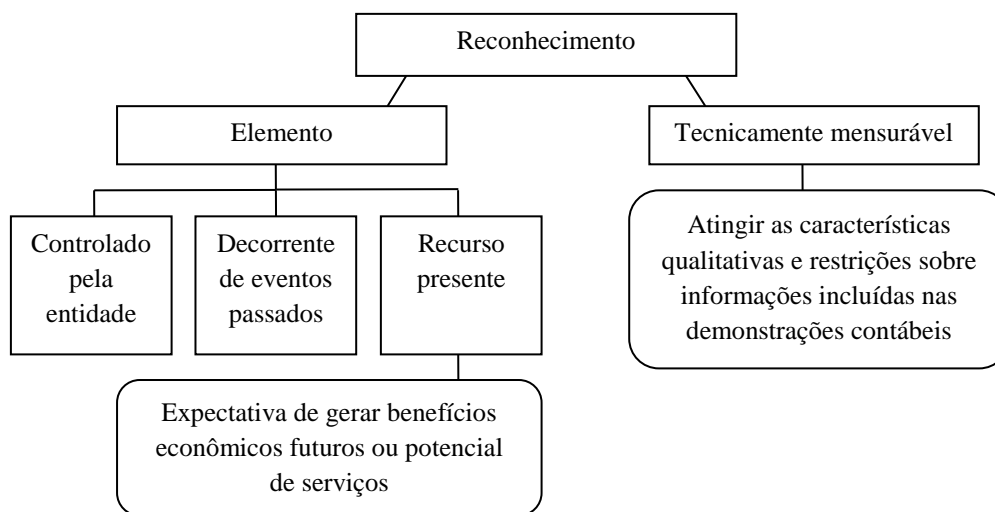 Reconhecimento
Elemento
Tecnicamente mensurável
Controlado
pela
entidade
Decorrente
de eventos
passados
Recurso
presente
Atingir as características
qualitativas e restrições sobre
informações incluídas nas
demonstrações contábeis
Expectativa de gerar benefícios
econômicos futuros ou potencial
de serviços